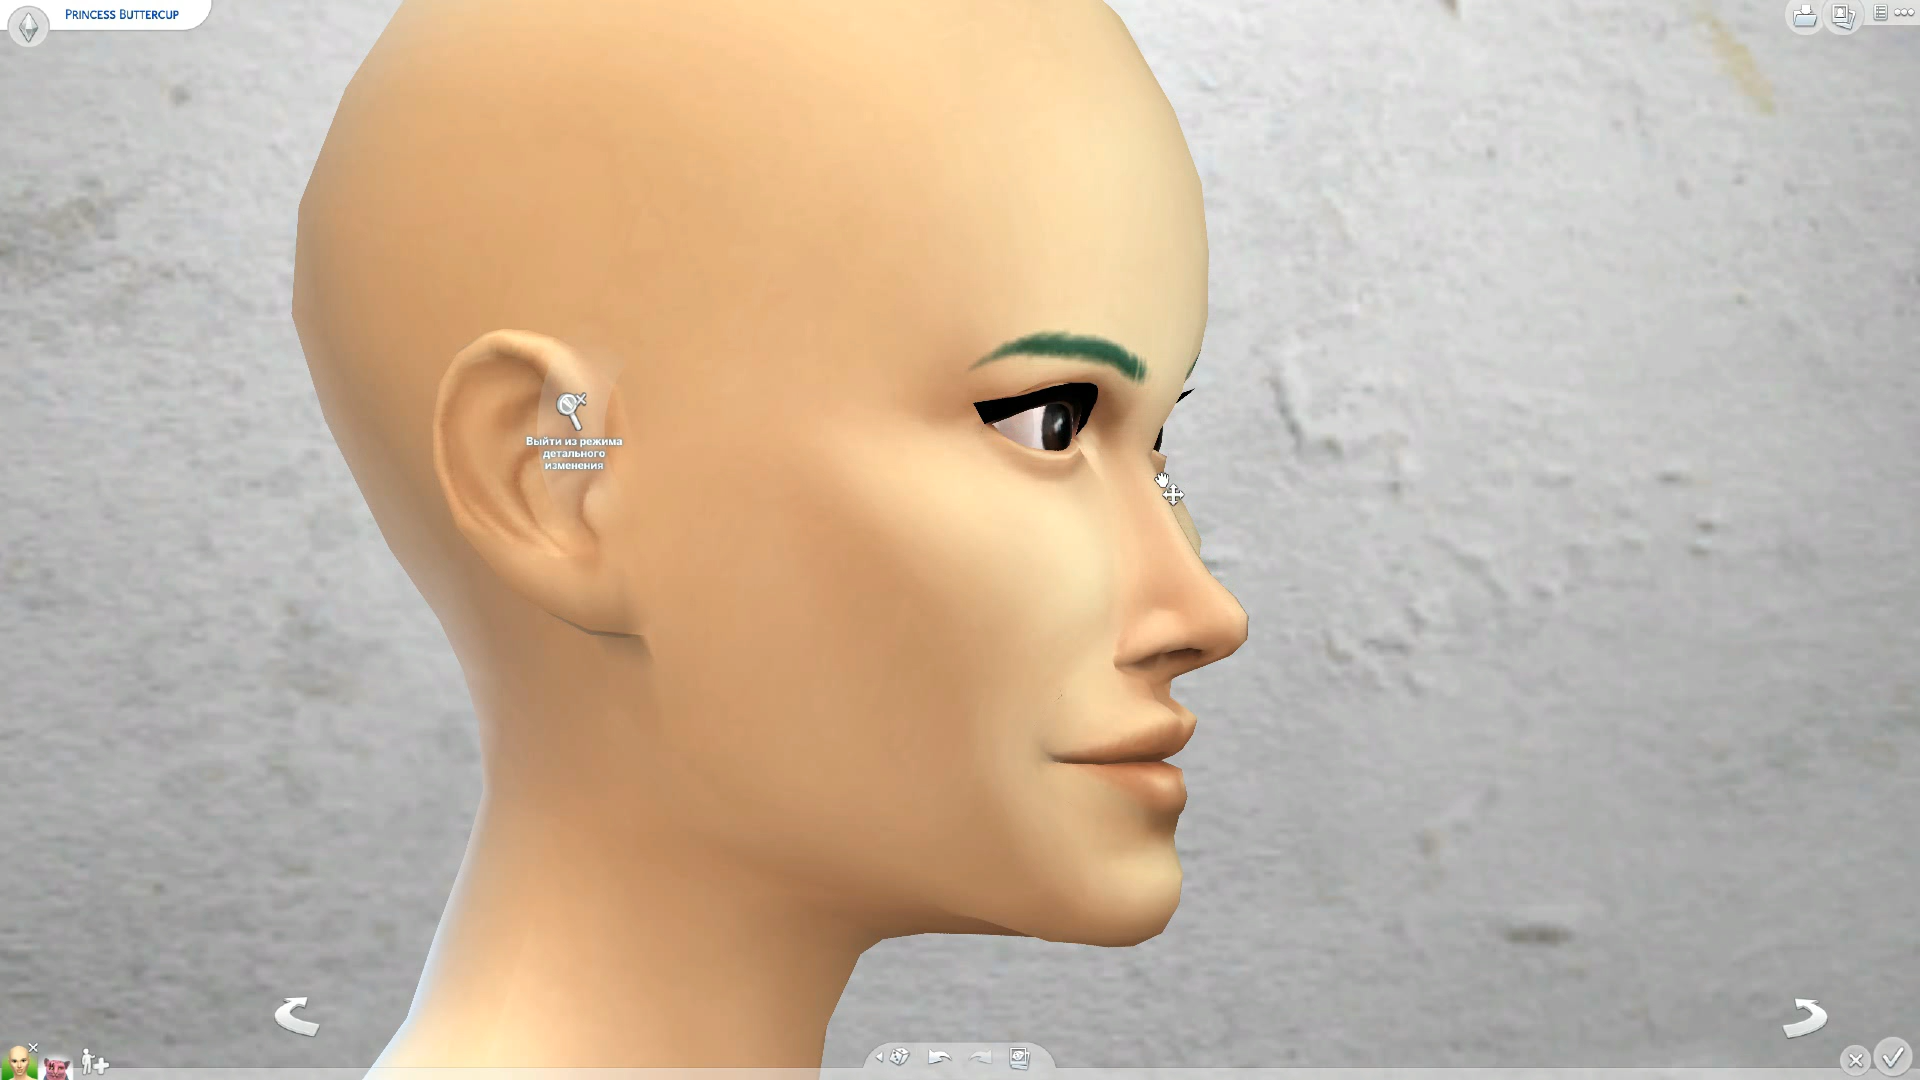 Princess Buttercup
Выйти из режима
детального
изменения